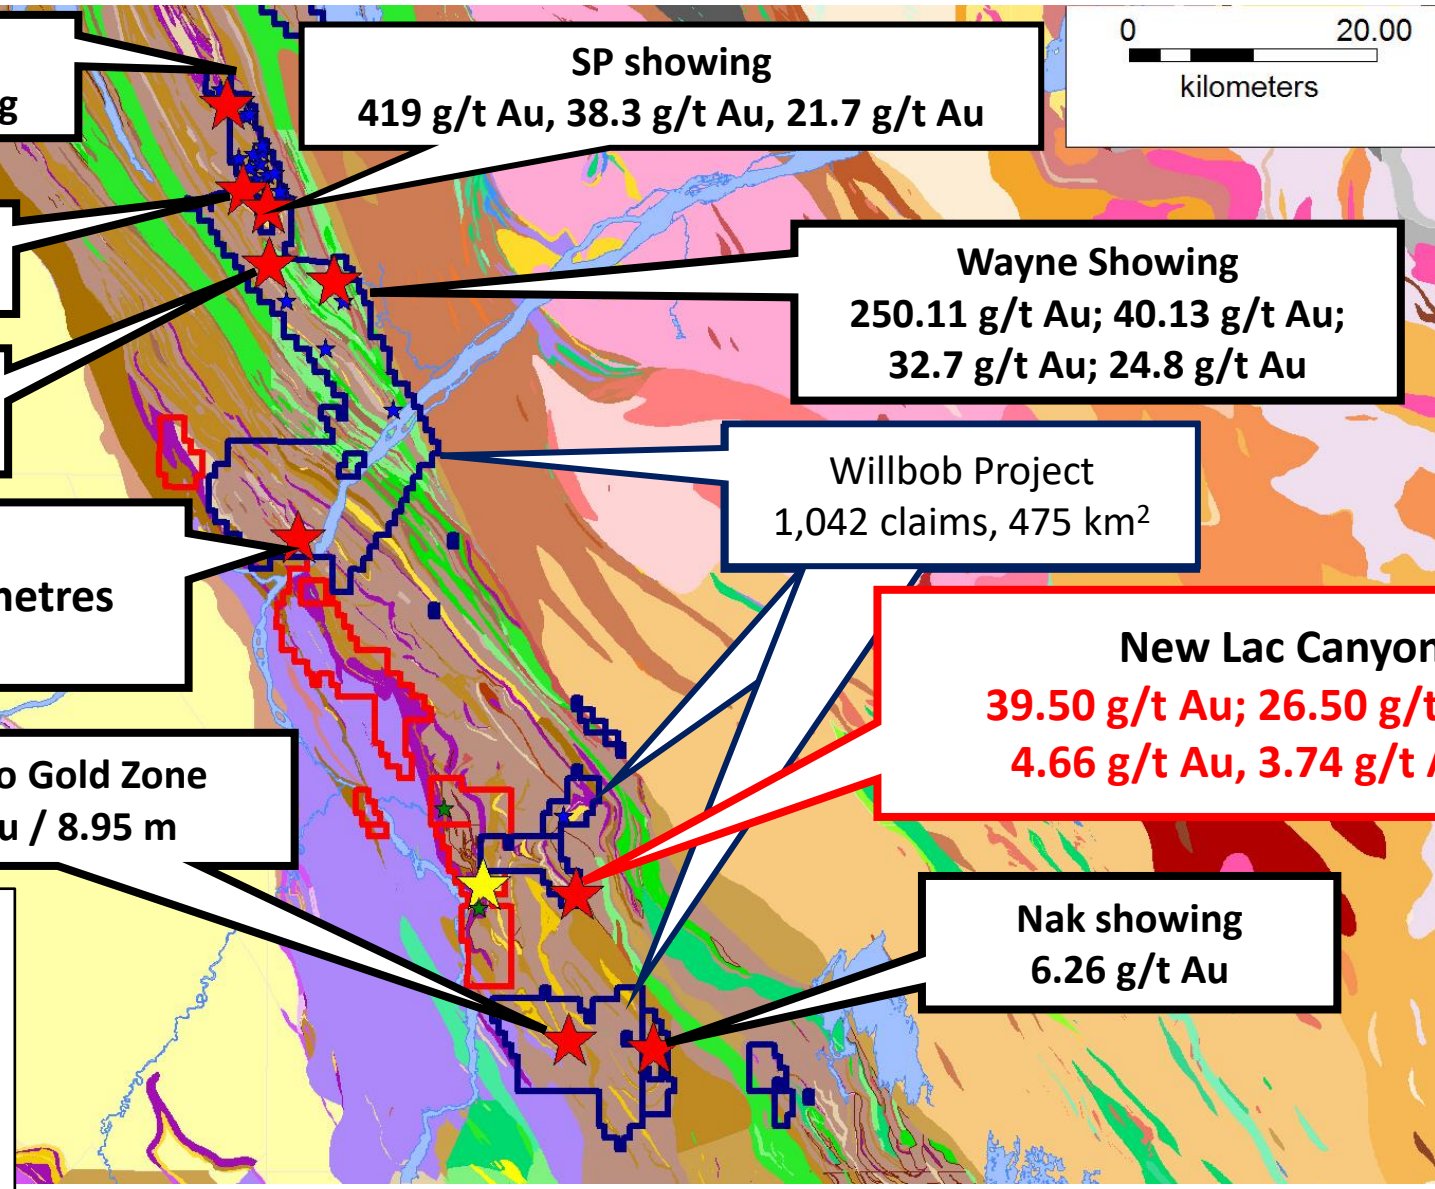 0 20.00
kilometers
SP showing
419 g/t Au, 38.3 g/t Au, 21.7 g/t Au
g
Wayne Showing
250.11 g/t Au; 40.13 g/t Au;
32.7 g/t Au; 24.8 g/t Au
Willbob Project
1,042 claims, 475 km²
netres
New Lac Canyon
39.50 g/t Au; 26.50 g/t
4.66 g/t Au, 3.74 g/t A
o Gold Zone
u / 8.95 m
Nak showing
6.26 g/t Au